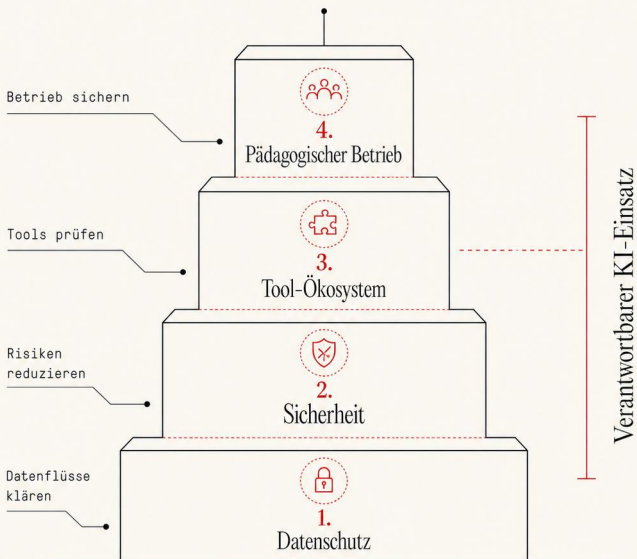 Betrieb sichern
4.
Pädagogischer Betrieb
Tools prüfen
3.
Tool-Ökosystem
Risiken
reduzieren
2.
Sicherheit
Datenflüsse
klären
1.
Datenschutz
Verantwortbarer KI-Einsatz